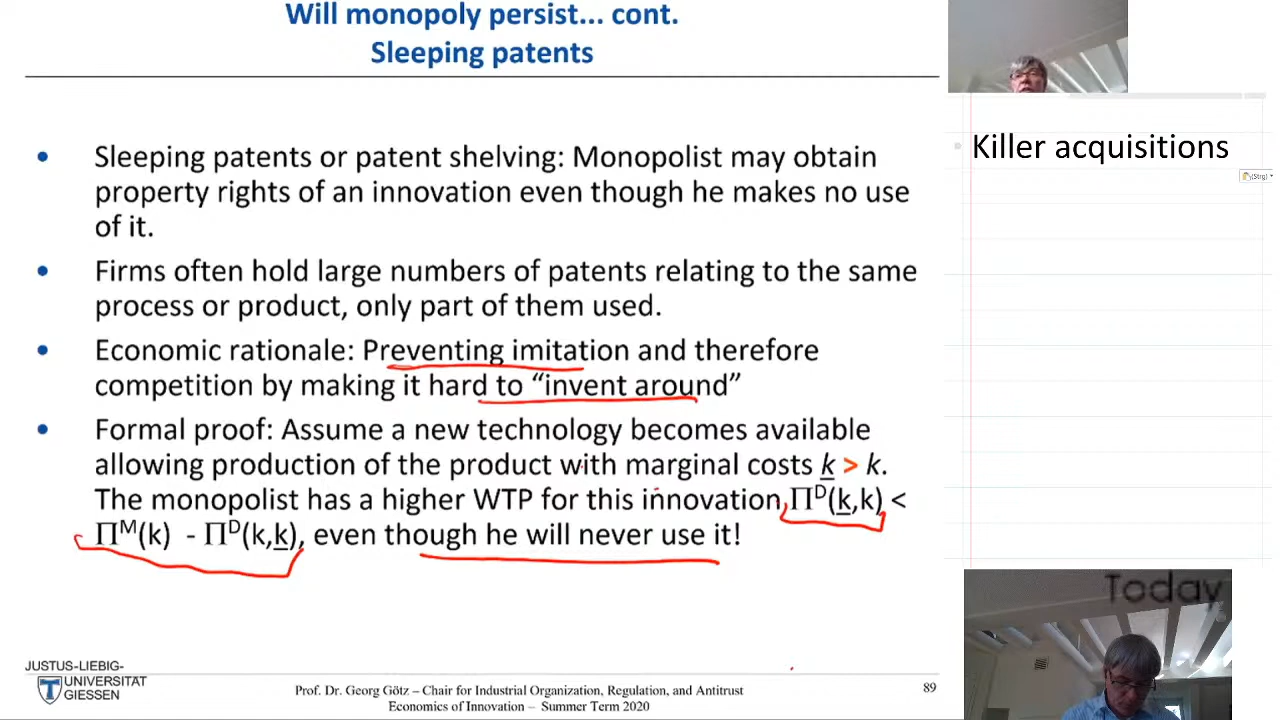 Will monopoly persist... cont.
Sleeping patents
• Sleeping patents or patent shelving: Monopolist may obtain
property rights of an innovation even though he makes no use
of it.
• Firms often hold large numbers of patents relating to the same
process or product, only part of them used.
• Economic rationale: Preventing imitation and therefore
competition by making it hard to “invent around”
• Formal proof: Assume a new technology becomes available
allowing production of the product with marginal costs k > k.
The monopolist has a higher WTP for this innovation, Π^D(k,k) <
Π^M(k) - Π^D(k,k), even though he will never use it!
JUSTUS-LIEBIG-
UNIVERSITÄT
GIESSEN
Prof. Dr. Georg Götz – Chair for Industrial Organization, Regulation, and Antitrust
Economics of Innovation – Summer Term 2020
89
• Killer acquisitions
(Strg)
Today